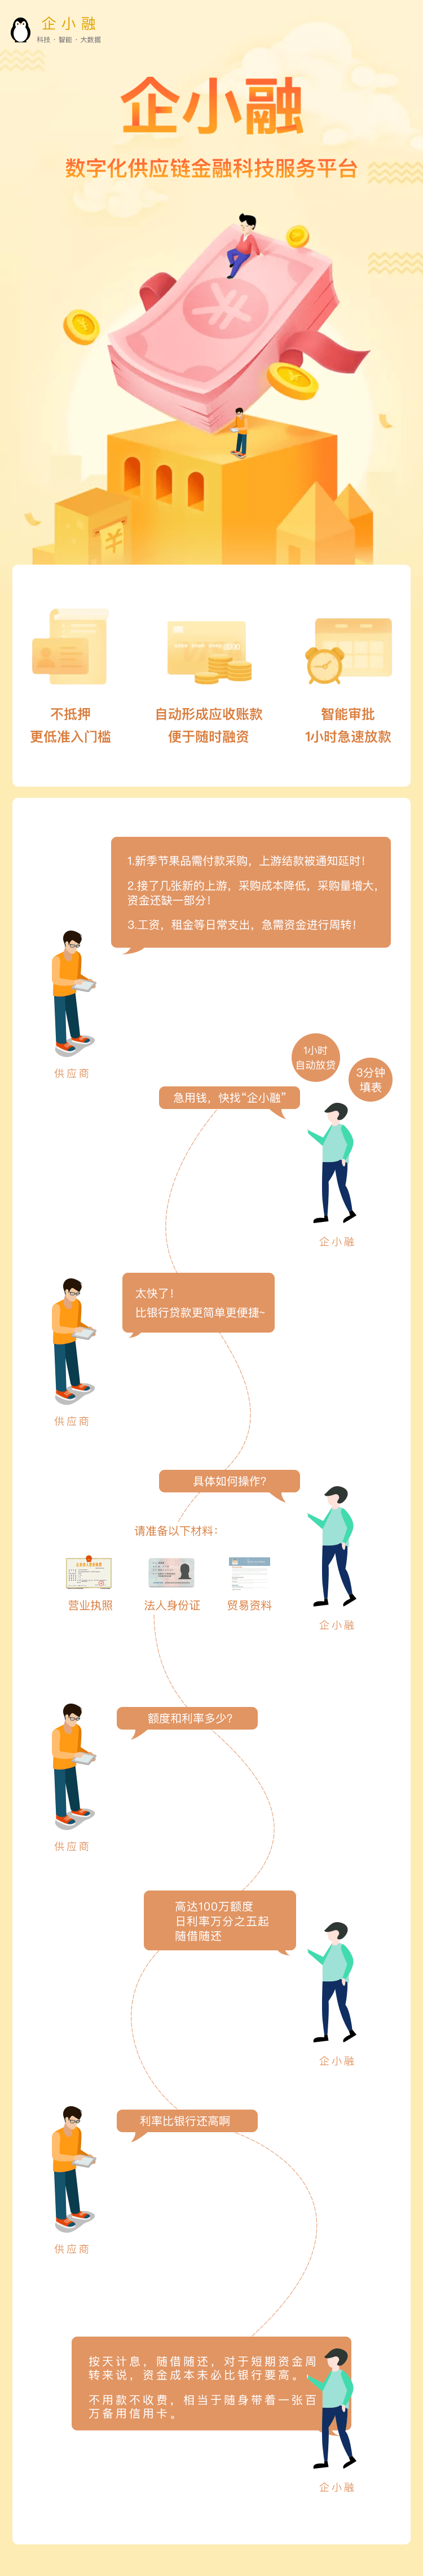 企小融
科技·智能·大数据
企小融
数字化供应链金融科技服务平台
不抵押
更低准入门槛
自动形成应收账款
便于随时融资
智能审批
1小时急速放款
1.新季节果品需付款采购，上游结款被通知延时！
2.接了几张新的上游，采购成本降低，采购量增大，
资金还缺一部分！
3.工资，租金等日常支出，急需资金进行周转！
供应商
1小时
自动放贷
3分钟
填表
急用钱，快找“企小融”
企小融
太快了！
比银行贷款更简单更便捷~
供应商
具体如何操作？
请准备以下材料：
营业执照
法人身份证
贸易资料
企小融
额度和利率多少？
供应商
高达100万额度
日利率万分之五起
随借随还
企小融
利率比银行还高啊
供应商
按天计息，随借随还，对于短期资金周
转来说，资金成本未必比银行要高。
不用款不收费，相当于随身带着一张百
万备用信用卡。
企小融